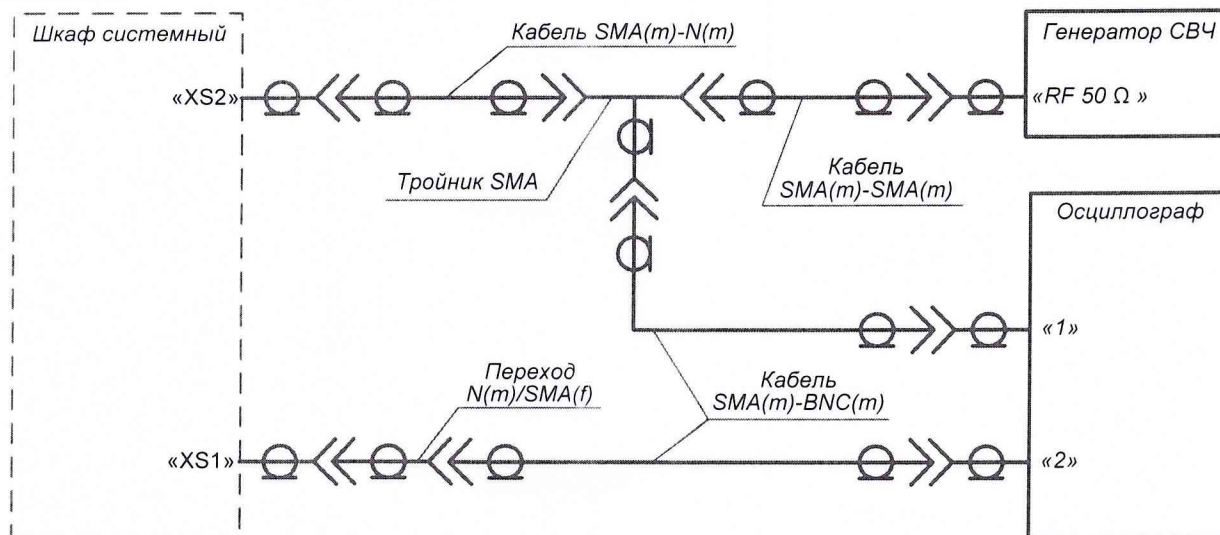 Шкаф системный
Кабель SMA(m)-N(m)
Генератор СВЧ
«XS2»
«RF 50 Ω »
Тройник SMA
Кабель
SMA(m)-SMA(m)
Осциллограф
«1»
Переход
N(m)/SMA(f)
Кабель
SMA(m)-BNC(m)
«XS1»
«2»